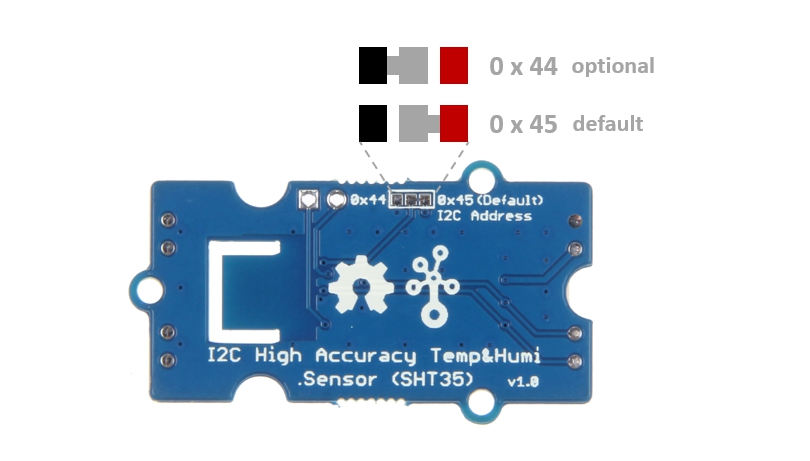 0 x 44 optional
0 x 45 default
0x44 0x45(Default)
I2C Address
I2C High Accuracy Temp&Humi
.Sensor (SHT35) v1.0